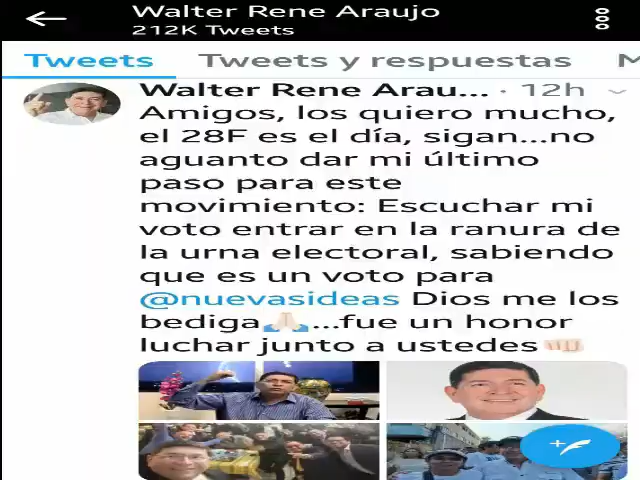 Walter Rene Araujo
212K Tweets
Tweets Tweets y respuestas M
Walter Rene Arau... · 12h
Amigos, los quiero mucho,
el 28F es el día, sigan...no
aguanto dar mi último
paso para este
movimiento: Escuchar mi
voto entrar en la ranura de
la urna electoral, sabiendo
que es un voto para
@nuevasideas Dios me los
bediga🙏🏻...fue un honor
luchar junto a ustedes👊🏻